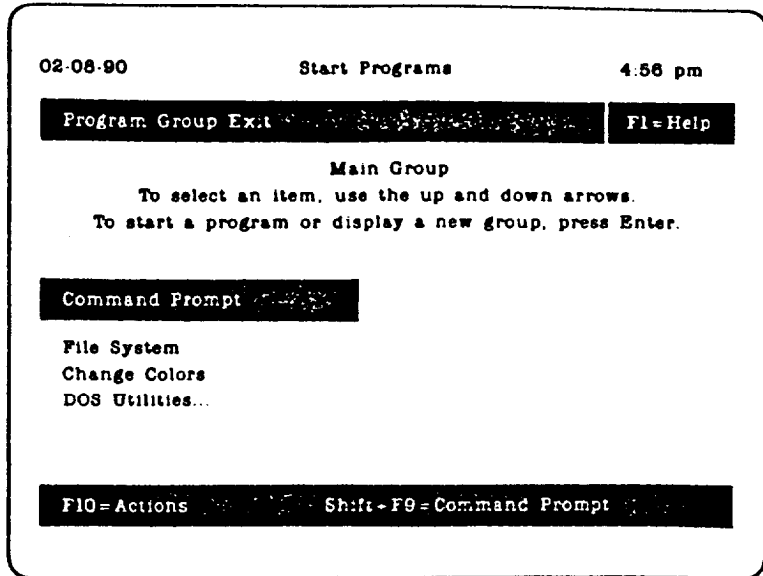 02-08-90 Start Programs 4:56 pm
Program Group Exit F1=Help
Main Group
To select an item, use the up and down arrows.
To start a program or display a new group, press Enter.
Command Prompt
File System
Change Colors
DOS Utilities...
F10=Actions Shift+F9=Command Prompt